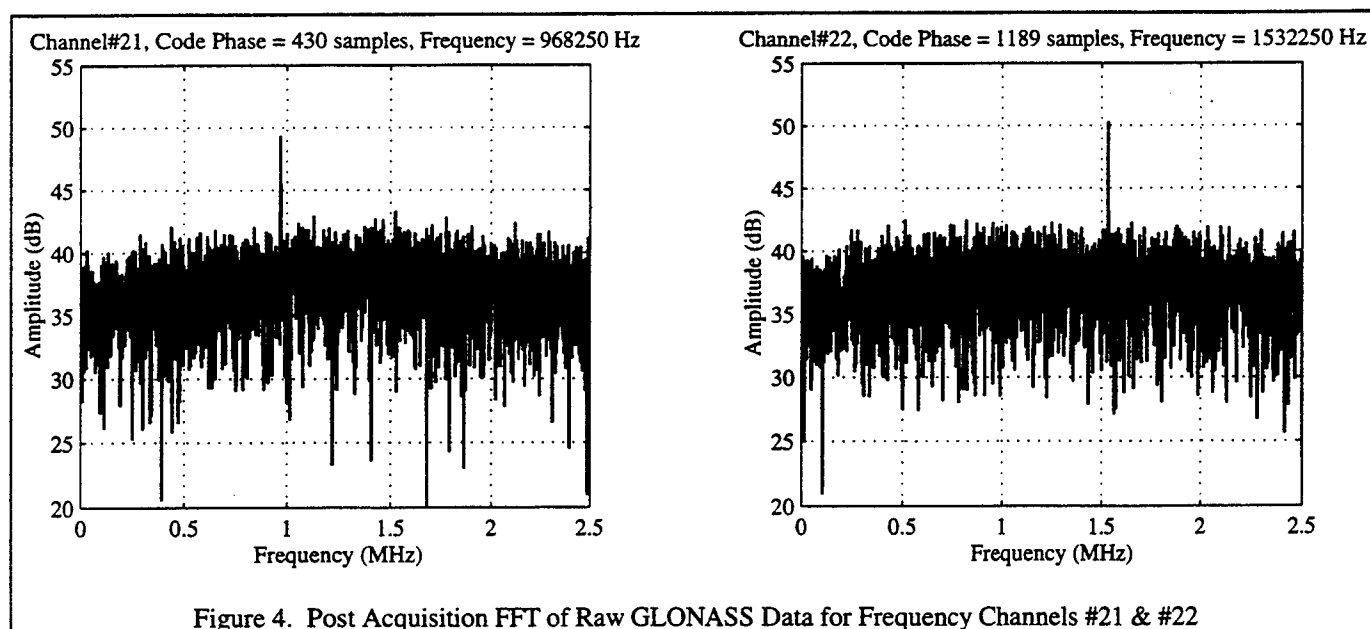 Channel#21, Code Phase = 430 samples, Frequency = 968250 Hz
55
50
45
40
35
30
25
20
Amplitude (dB)
0 0.5 1 1.5 2 2.5
Frequency (MHz)
Channel#22, Code Phase = 1189 samples, Frequency = 1532250 Hz
55
50
45
40
35
30
25
20
Amplitude (dB)
0 0.5 1 1.5 2 2.5
Frequency (MHz)
Figure 4. Post Acquisition FFT of Raw GLONASS Data for Frequency Channels #21 & #22